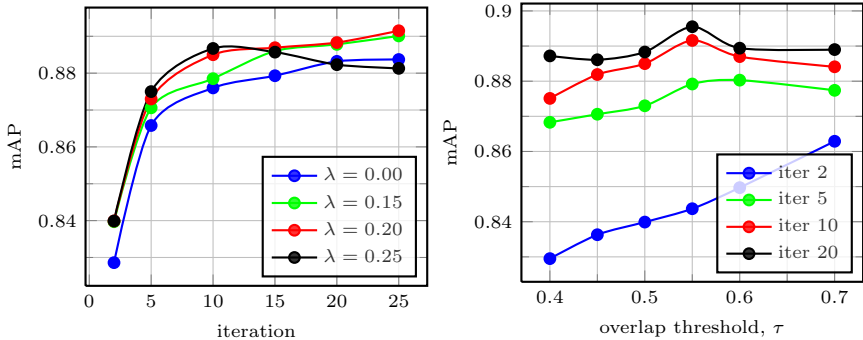 mAP
0.88
0.86
0.84
0 5 10 15 20 25
iteration
λ = 0.00
λ = 0.15
λ = 0.20
λ = 0.25
mAP
0.9
0.88
0.86
0.84
0.4 0.5 0.6 0.7
overlap threshold, τ
iter 2
iter 5
iter 10
iter 20